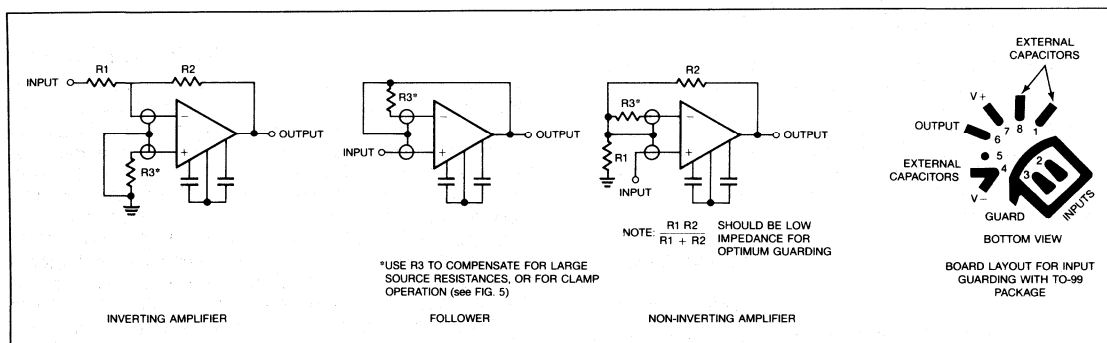 R1
R2
INPUT
−
+
OUTPUT
R3*
INVERTING AMPLIFIER
R3*
−
+
INPUT
OUTPUT
*USE R3 TO COMPENSATE FOR LARGE
SOURCE RESISTANCES, OR FOR CLAMP
OPERATION (see FIG. 5)
FOLLOWER
R2
R3*
−
+
OUTPUT
R1
INPUT
NOTE: R1 R2 / R1 + R2 SHOULD BE LOW
IMPEDANCE FOR
OPTIMUM GUARDING
NON-INVERTING AMPLIFIER
EXTERNAL
CAPACITORS
V+
OUTPUT
7
8
1
6
5
2
4
3
EXTERNAL
CAPACITORS
V−
GUARD
INPUTS
BOTTOM VIEW
BOARD LAYOUT FOR INPUT
GUARDING WITH TO-99
PACKAGE